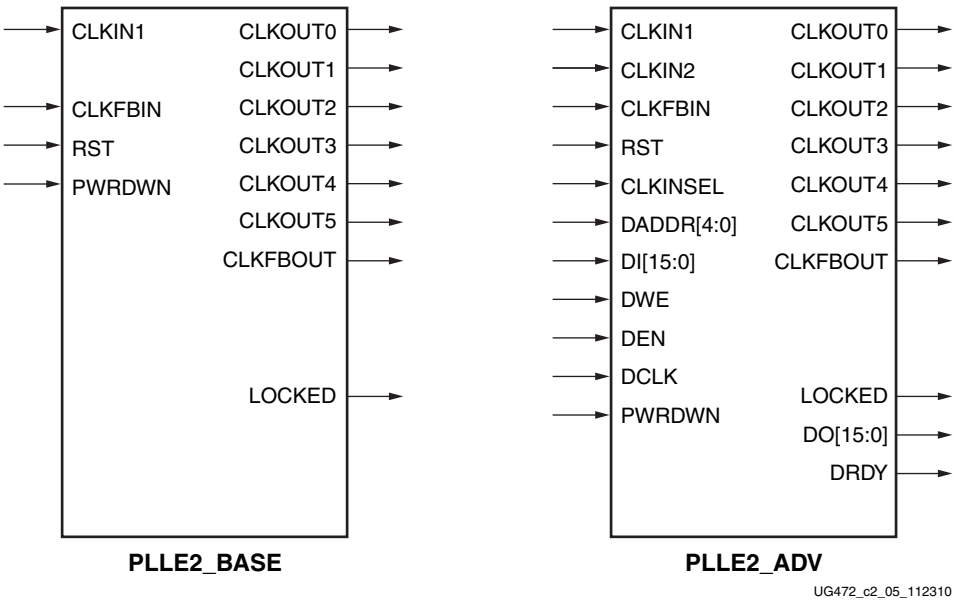 CLKIN1 CLKOUT0
CLKOUT1
CLKFBIN CLKOUT2
RST CLKOUT3
PWRDWN CLKOUT4
CLKOUT5
CLKFBOUT
LOCKED
PLLE2_BASE
CLKIN1 CLKOUT0
CLKIN2 CLKOUT1
CLKFBIN CLKOUT2
RST CLKOUT3
CLKINSEL CLKOUT4
DADDR[4:0] CLKOUT5
DI[15:0] CLKFBOUT
DWE
DEN
DCLK LOCKED
PWRDWN DO[15:0]
DRDY
PLLE2_ADV
UG472_c2_05_112310